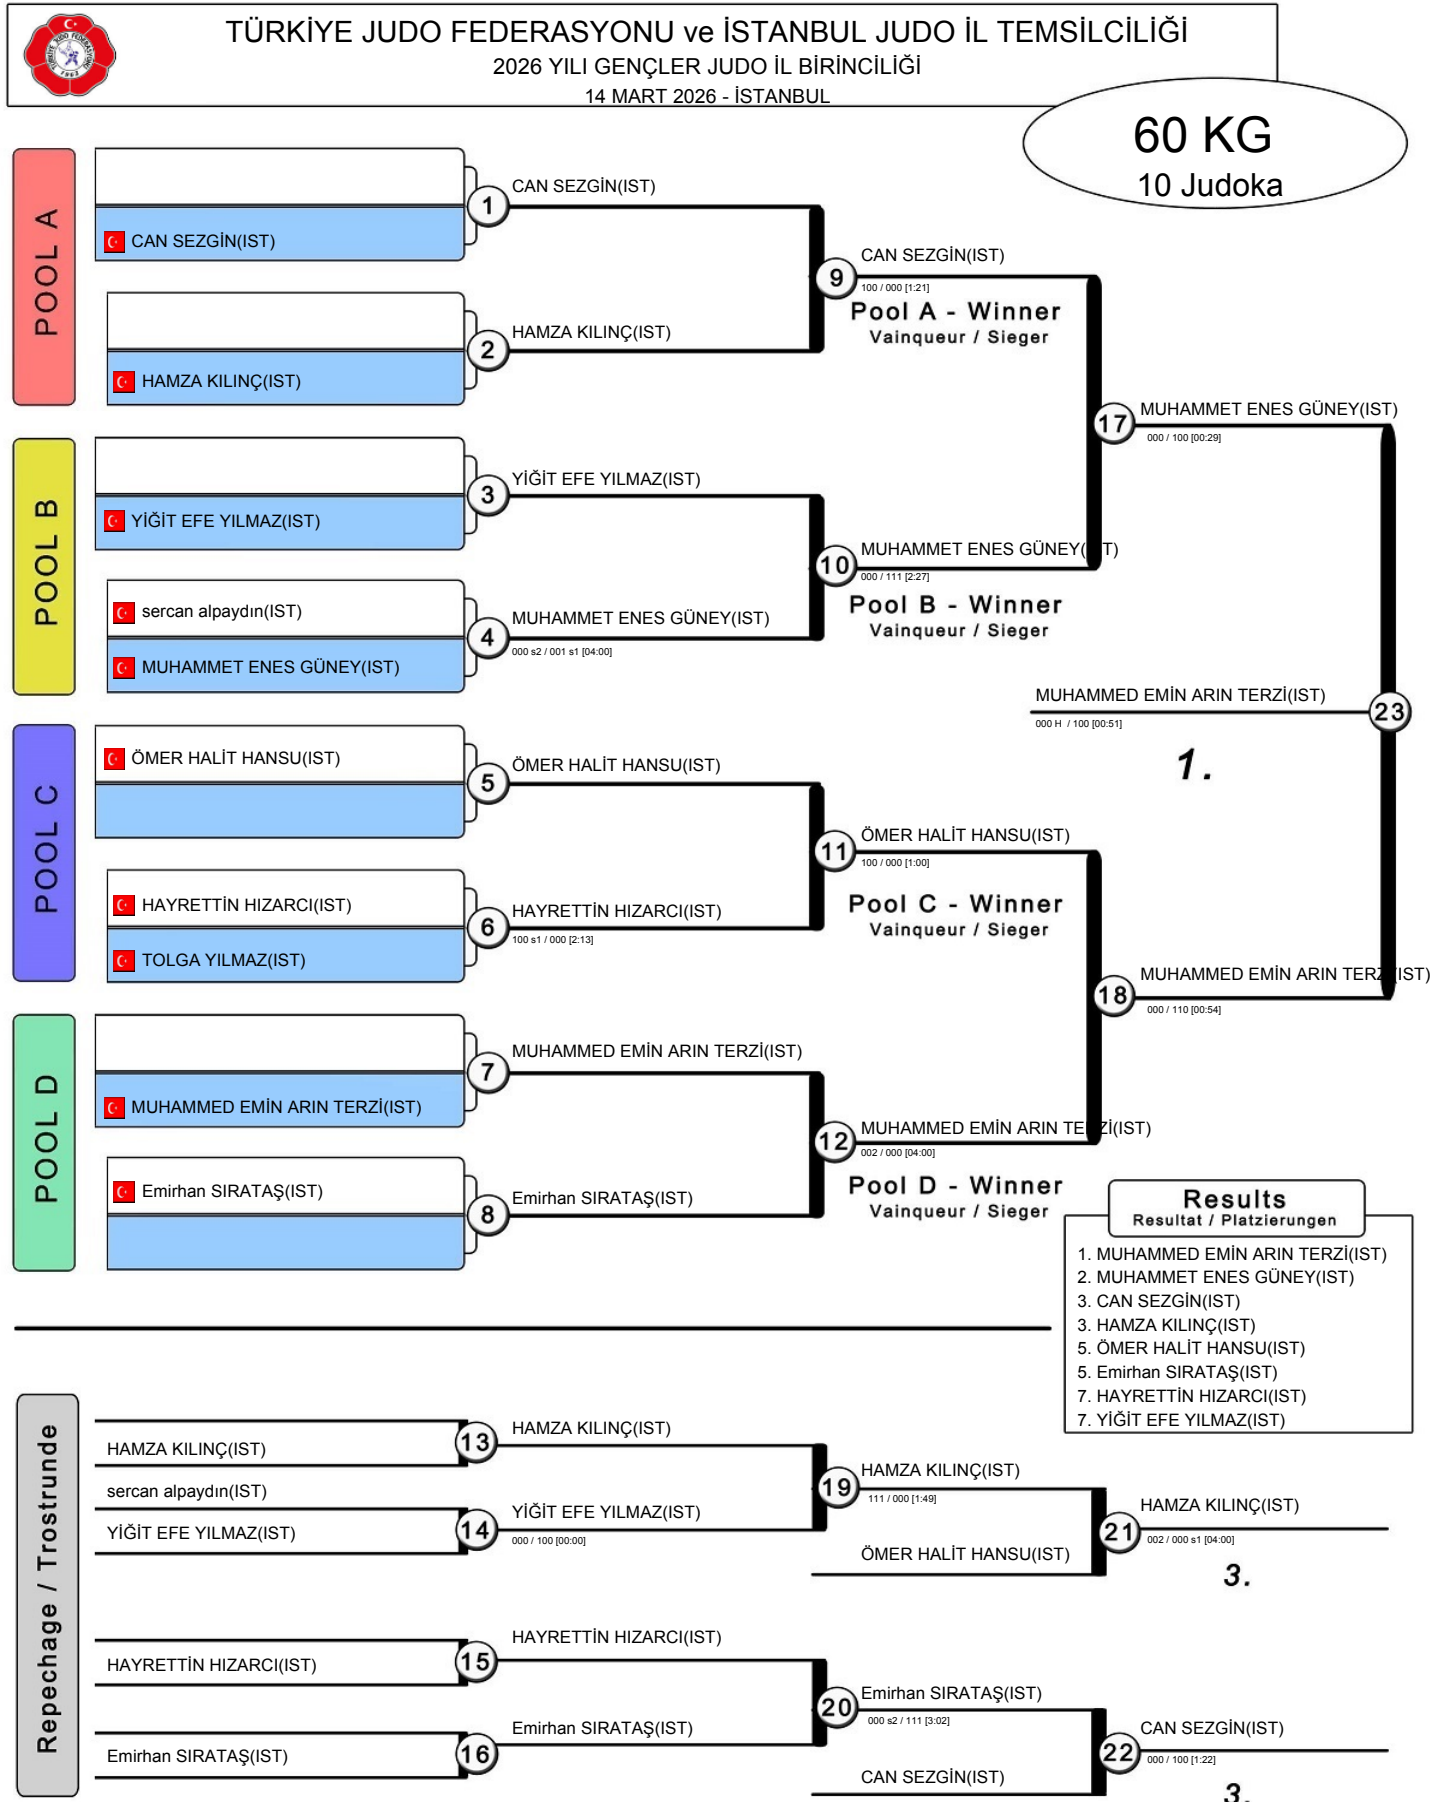 TÜRKİYE JUDO FEDERASYONU ve İSTANBUL JUDO İL TEMSİLCİLİĞİ
2026 YILI GENÇLER JUDO İL BİRİNCİLİĞİ
14 MART 2026 - İSTANBUL
60 KG
10 Judoka
POOL A
CAN SEZGİN(IST)
HAMZA KILINÇ(IST)
1
CAN SEZGİN(IST)
2
HAMZA KILINÇ(IST)
9
CAN SEZGİN(IST)
100 / 000 [1:21]
Pool A - Winner
Vainqueur / Sieger
POOL B
YİĞİT EFE YILMAZ(IST)
sercan alpaydın(IST)
MUHAMMET ENES GÜNEY(IST)
3
YİĞİT EFE YILMAZ(IST)
4
MUHAMMET ENES GÜNEY(IST)
000 s2 / 001 s1 [04:00]
10
MUHAMMET ENES GÜNEY(IST)
000 / 111 [2:27]
Pool B - Winner
Vainqueur / Sieger
17
MUHAMMET ENES GÜNEY(IST)
000 / 100 [00:29]
MUHAMMED EMİN ARIN TERZİ(IST)
23
000 H / 100 [00:51]
1.
POOL C
ÖMER HALİT HANSU(IST)
HAYRETTİN HIZARCI(IST)
TOLGA YILMAZ(IST)
5
ÖMER HALİT HANSU(IST)
6
HAYRETTİN HIZARCI(IST)
100 s1 / 000 [2:13]
11
ÖMER HALİT HANSU(IST)
100 / 000 [1:00]
Pool C - Winner
Vainqueur / Sieger
18
MUHAMMED EMİN ARIN TERZİ(IST)
000 / 110 [00:54]
POOL D
MUHAMMED EMİN ARIN TERZİ(IST)
Emirhan SIRATAŞ(IST)
7
MUHAMMED EMİN ARIN TERZİ(IST)
8
Emirhan SIRATAŞ(IST)
12
MUHAMMED EMİN ARIN TERZİ(IST)
002 / 000 [04:00]
Pool D - Winner
Vainqueur / Sieger
Results
Resultat / Platzierungen
1. MUHAMMED EMİN ARIN TERZİ(IST)
2. MUHAMMET ENES GÜNEY(IST)
3. CAN SEZGİN(IST)
3. HAMZA KILINÇ(IST)
5. ÖMER HALİT HANSU(IST)
5. Emirhan SIRATAŞ(IST)
7. HAYRETTİN HIZARCI(IST)
7. YİĞİT EFE YILMAZ(IST)
Repechage / Trostrunde
HAMZA KILINÇ(IST)
sercan alpaydın(IST)
YİĞİT EFE YILMAZ(IST)
13
HAMZA KILINÇ(IST)
14
YİĞİT EFE YILMAZ(IST)
000 / 100 [00:00]
19
HAMZA KILINÇ(IST)
111 / 000 [1:49]
ÖMER HALİT HANSU(IST)
21
HAMZA KILINÇ(IST)
002 / 000 s1 [04:00]
3.
HAYRETTİN HIZARCI(IST)
Emirhan SIRATAŞ(IST)
15
HAYRETTİN HIZARCI(IST)
16
Emirhan SIRATAŞ(IST)
20
Emirhan SIRATAŞ(IST)
000 s2 / 111 [3:02]
CAN SEZGİN(IST)
22
CAN SEZGİN(IST)
000 / 100 [1:22]
3.